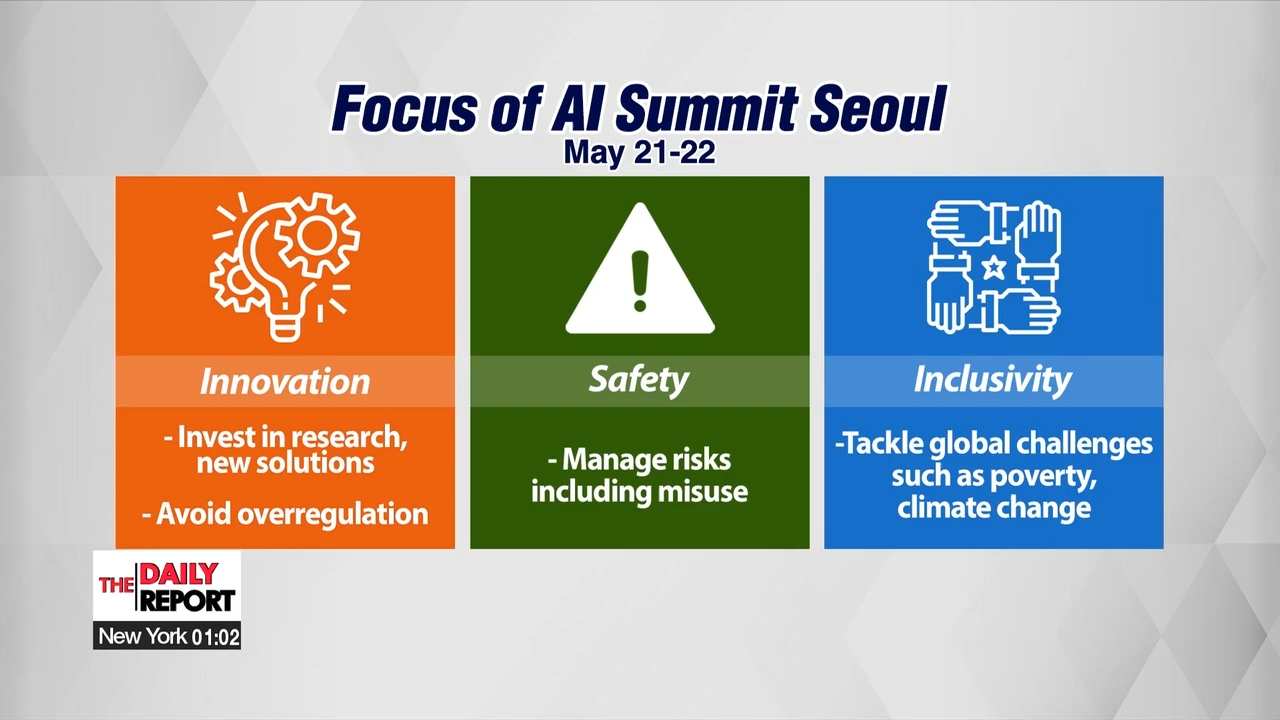 Focus of AI Summit Seoul
May 21-22
Innovation
- Invest in research,
new solutions
- Avoid overregulation
Safety
- Manage risks
including misuse
Inclusivity
-Tackle global challenges
such as poverty,
climate change
THE DAILY
REPORT
New York 01:02